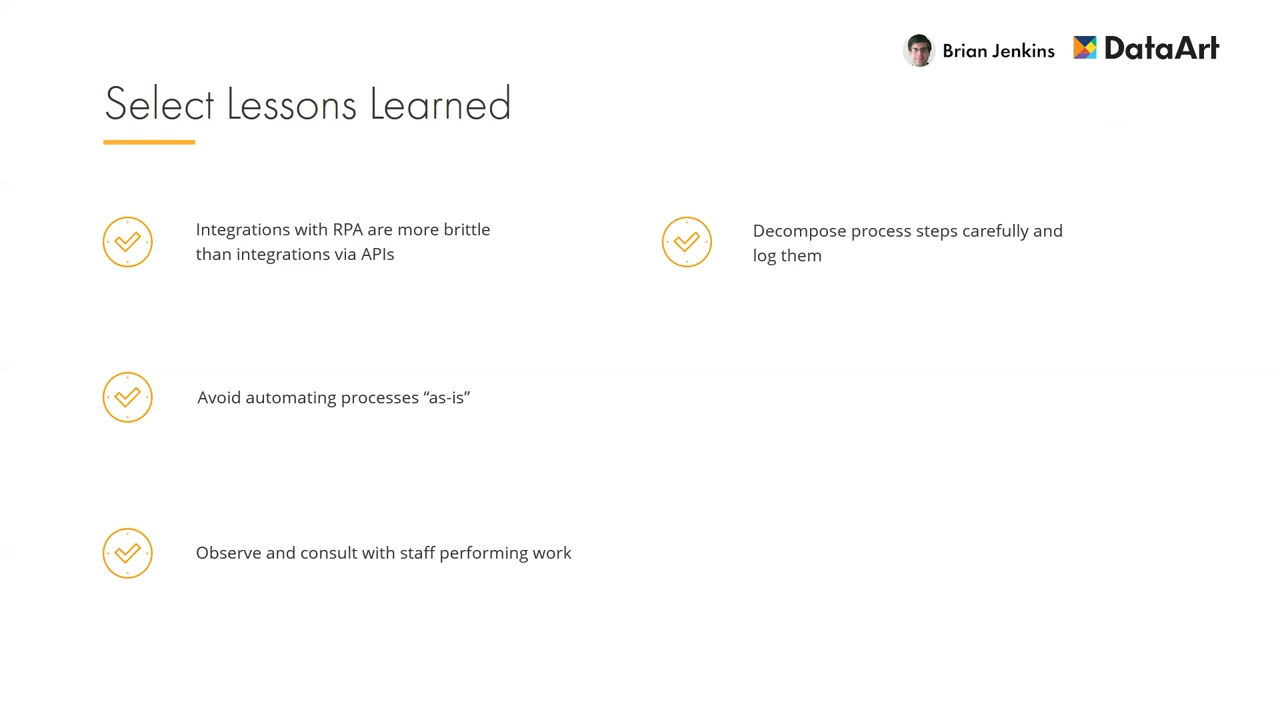 Brian Jenkins DataArt
Select Lessons Learned
Integrations with RPA are more brittle
than integrations via APIs
Avoid automating processes “as-is”
Observe and consult with staff performing work
Decompose process steps carefully and
log them